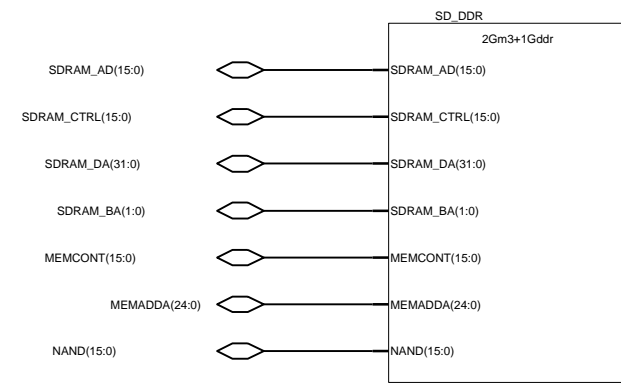 SD_DDR
2Gm3+1Gddr
SDRAM_AD(15:0) SDRAM_AD(15:0)
SDRAM_CTRL(15:0) SDRAM_CTRL(15:0)
SDRAM_DA(31:0) SDRAM_DA(31:0)
SDRAM_BA(1:0) SDRAM_BA(1:0)
MEMCONT(15:0) MEMCONT(15:0)
MEMADDA(24:0) MEMADDA(24:0)
NAND(15:0) NAND(15:0)